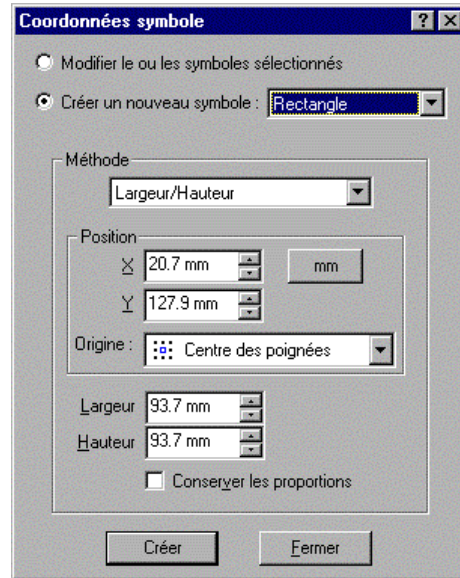 Coordonnées symbole ? ×
Modifier le ou les symboles sélectionnés
Créer un nouveau symbole : Rectangle
Méthode
Largeur/Hauteur
Position
X 20.7 mm mm
Y 127.9 mm
Origine : Centre des poignées
Largeur 93.7 mm
Hauteur 93.7 mm
Conserver les proportions
Créer Fermer